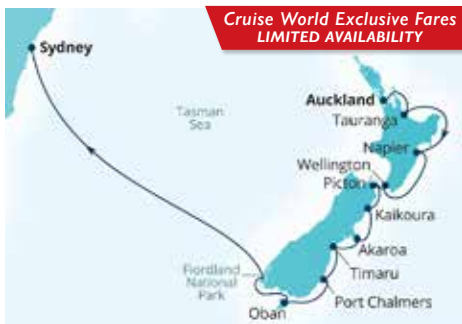 Cruise World Exclusive Fares
LIMITED AVAILABILITY
Sydney
Tasman
Sea
Auckland
Tauranga
Napier
Wellington
Picton
Kaikoura
Akaroa
Timaru
Port Chalmers
Fiordland
National
Park
Oban